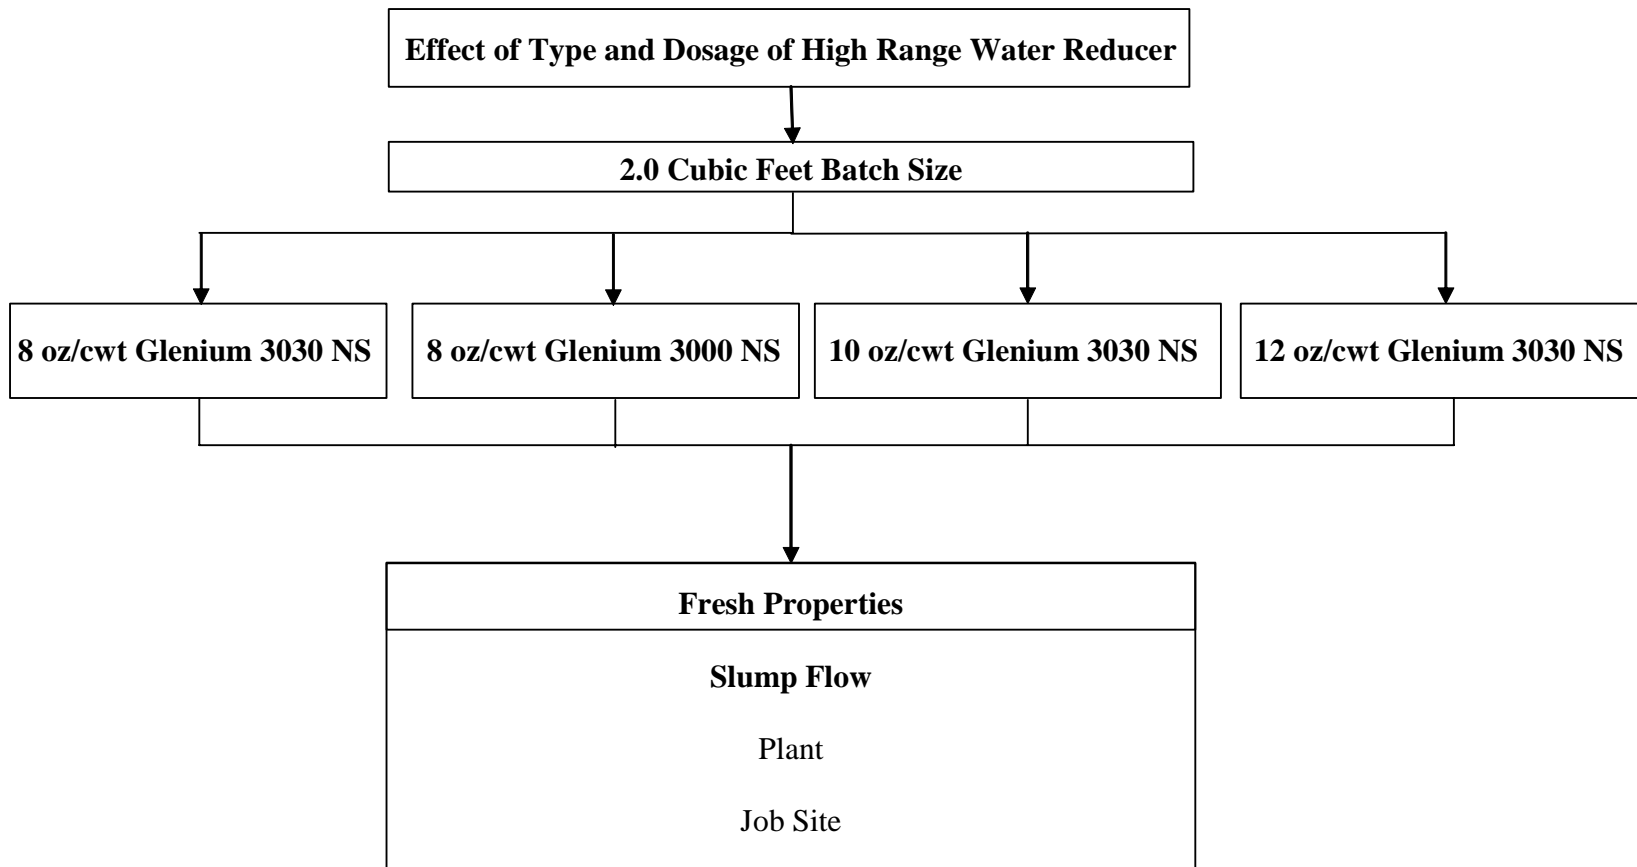 Effect of Type and Dosage of High Range Water Reducer
2.0 Cubic Feet Batch Size
8 oz/cwt Glenium 3030 NS
8 oz/cwt Glenium 3000 NS
10 oz/cwt Glenium 3030 NS
12 oz/cwt Glenium 3030 NS
Fresh Properties
Slump Flow
Plant
Job Site